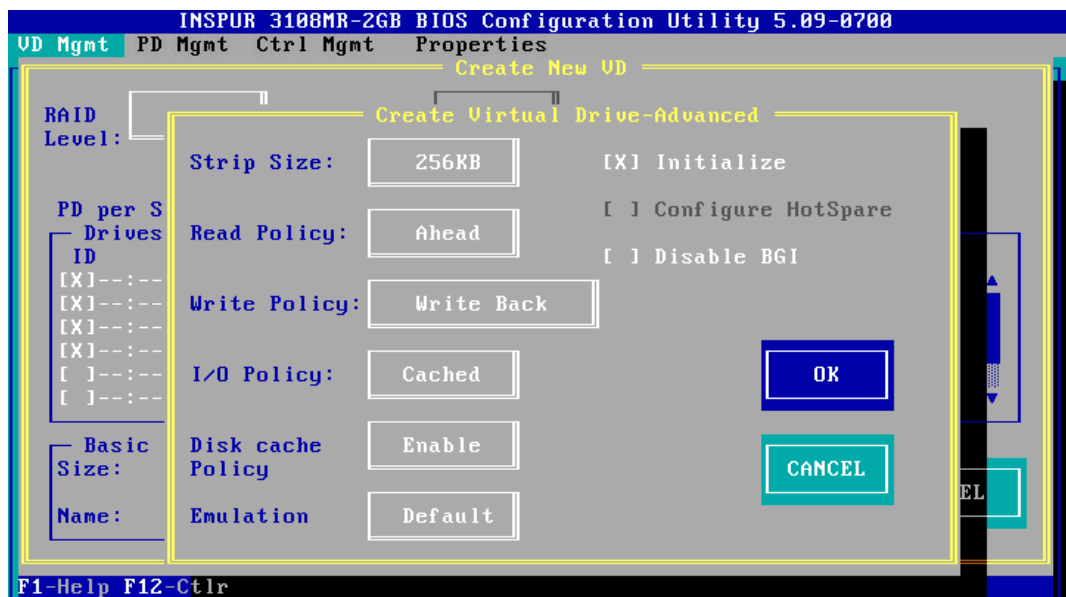 INSPUR 3108MR-2GB BIOS Configuration Utility 5.09-0700
VD Mgmt PD Mgmt Ctrl Mgmt Properties
Create New VD
RAID
Level:
Create Virtual Drive-Advanced
Strip Size: 256KB [X] Initialize
PD per S
[ ] Configure HotSpare
Drives
Read Policy: Ahead
ID
[ ] Disable BGI
[X]--:--
[X]--:--
Write Policy: Write Back
[X]--:--
[X]--:--
[ ]--:--
I/O Policy: Cached OK
[ ]--:--
Basic
Disk cache
Policy
Enable
Size:
CANCEL
EL
Name:
Emulation Default
F1-Help F12-Ctlr